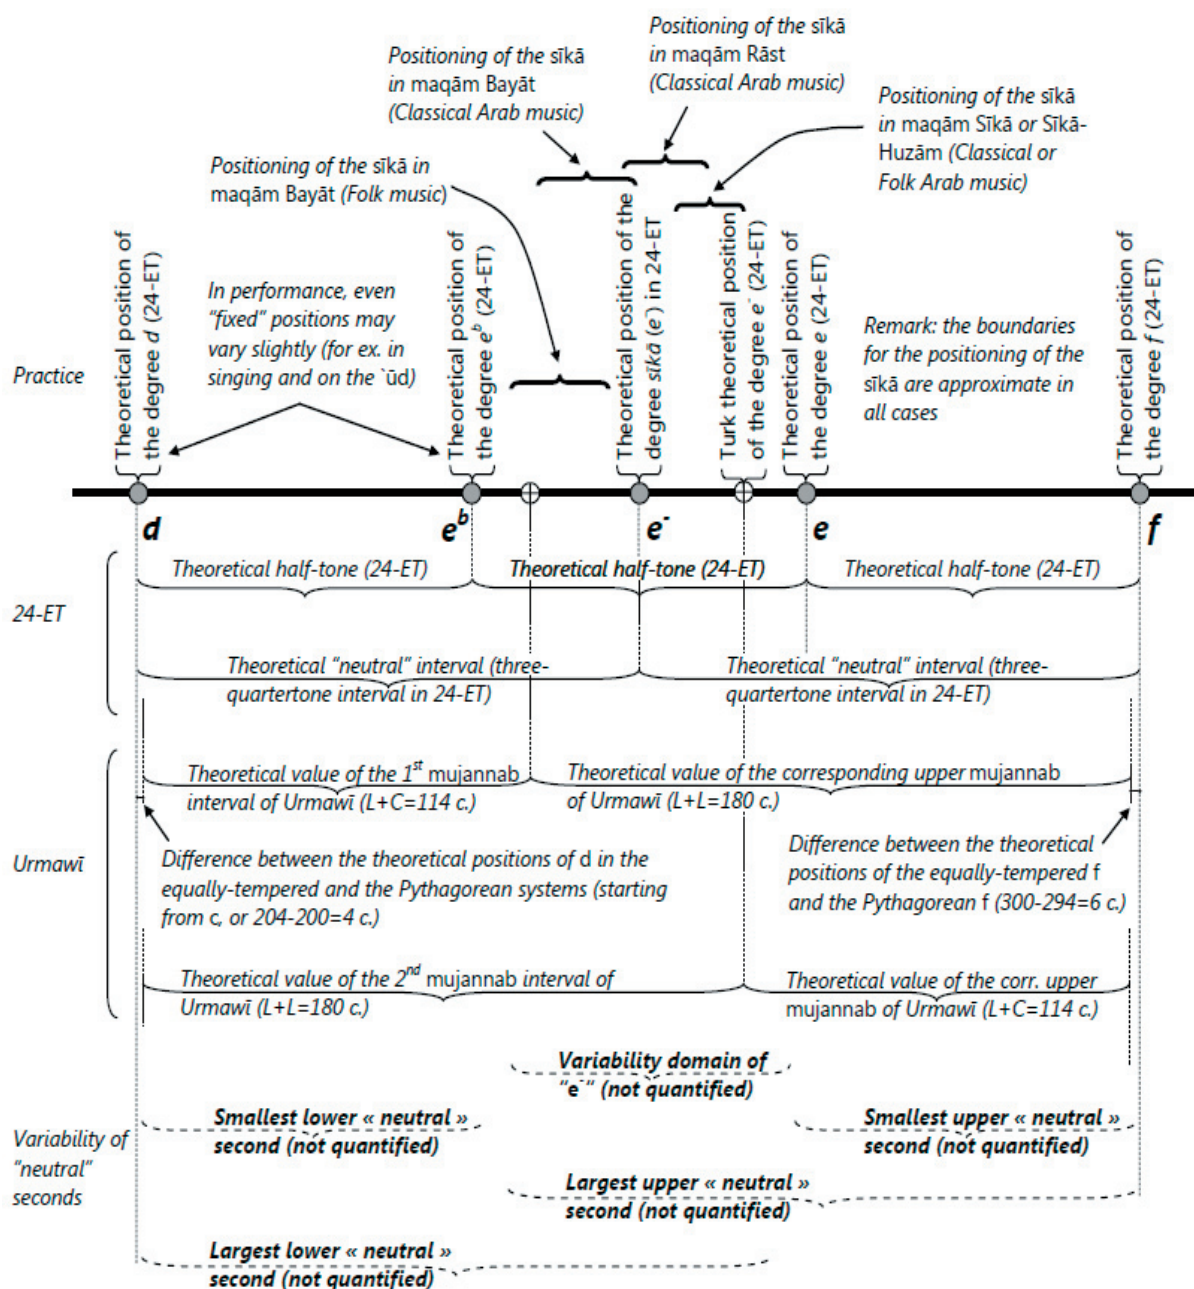 Positioning of the sīkā
in maqām Rāst
(Classical Arab music)
Positioning of the sīkā
in maqām Bayāt
(Classical Arab music)
Positioning of the sīkā
in maqām Sīkā or Sīkā-
Huzām (Classical or
Folk Arab music)
Positioning of the sīkā in
maqām Bayāt (Folk music)
Theoretical position of
the degree d (24-ET)
In performance, even
“fixed” positions may
vary slightly (for ex. in
singing and on the `ūd)
Theoretical position of
the degree eb (24-ET)
Theoretical position of the
degree sīkā (e-) in 24-ET
Turk theoretical position
of the degree e- (24-ET)
Theoretical position of
the degree e (24-ET)
Remark: the boundaries
for the positioning of the
sīkā are approximate in
all cases
Theoretical position of
the degree f (24-ET)
Practice
d eb e- e f
24-ET
Theoretical half-tone (24-ET) Theoretical half-tone (24-ET) Theoretical half-tone (24-ET)
Theoretical “neutral” interval (three-
quartertone interval in 24-ET)
Theoretical “neutral” interval (three-
quartertone interval in 24-ET)
Urmawī
Theoretical value of the 1st mujannab
interval of Urmawī (L+C=114 c.)
Theoretical value of the corresponding upper mujannab
of Urmawī (L+L=180 c.)
Difference between the theoretical positions of d in the
equally-tempered and the Pythagorean systems (starting
from c, or 204-200=4 c.)
Difference between the theoretical
positions of the equally-tempered f
and the Pythagorean f (300-294=6 c.)
Theoretical value of the 2nd mujannab interval of
Urmawī (L+L=180 c.)
Theoretical value of the corr. upper
mujannab of Urmawī (L+C=114 c.)
Variability of
“neutral”
seconds
Variability domain of
“e-“ (not quantified)
Smallest lower « neutral »
second (not quantified)
Smallest upper « neutral »
second (not quantified)
Largest upper « neutral »
second (not quantified)
Largest lower « neutral »
second (not quantified)